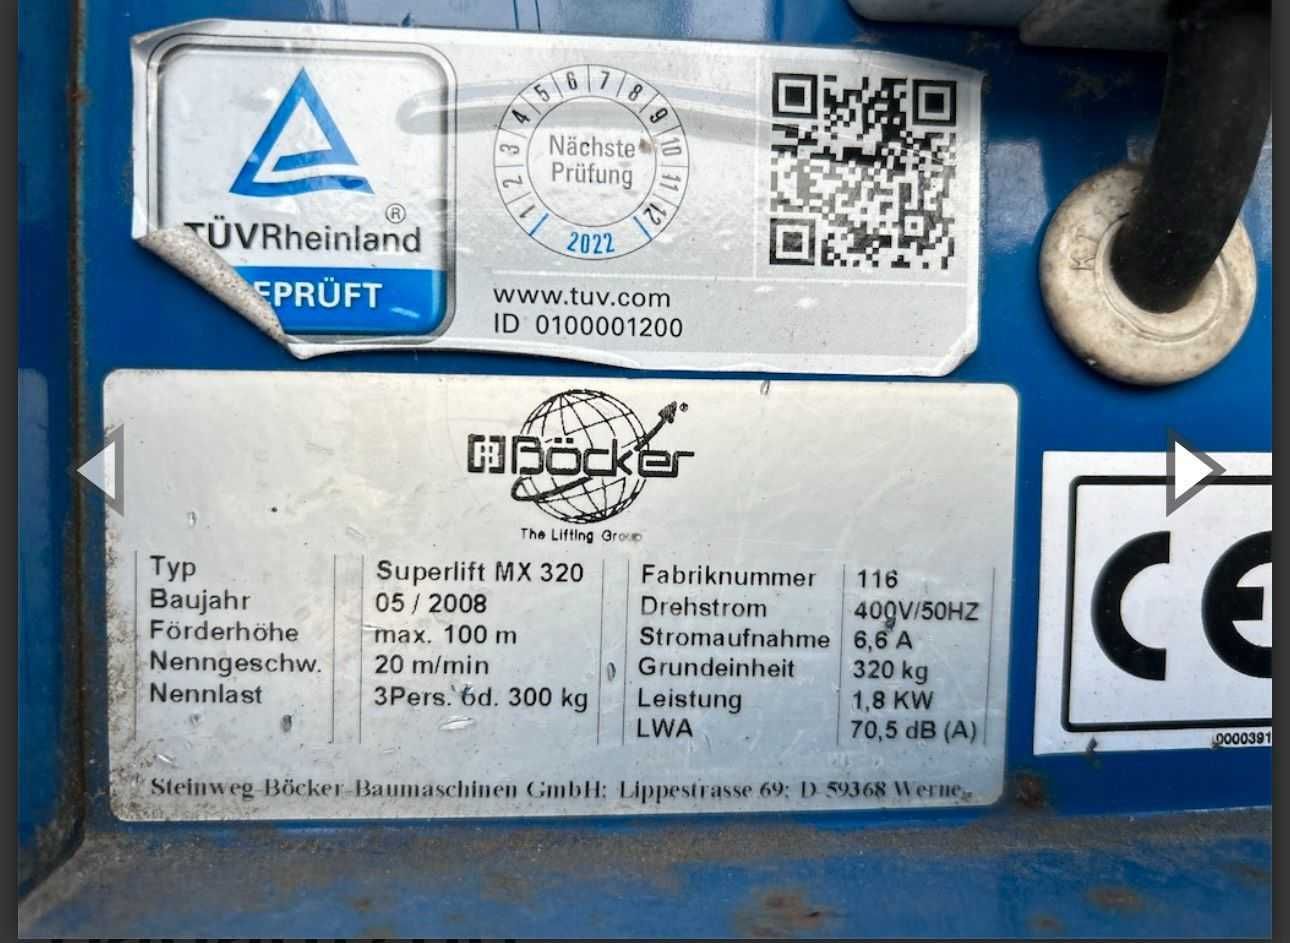 TÜVRheinland
®
EPRÜFT
1 2 3 4 5 6 7 8 9 10 11 12
Nächste
Prüfung
2022
www.tuv.com
ID 0100001200
Böcker
®
The Lifting Group
Typ Superlift MX 320 Fabriknummer 116
Baujahr 05 / 2008 Drehstrom 400V/50HZ
Förderhöhe max. 100 m Stromaufnahme 6,6 A
Nenngeschw. 20 m/min Grundeinheit 320 kg
Nennlast 3Pers. od. 300 kg Leistung 1,8 KW
LWA 70,5 dB (A)
Steinweg-Böcker-Baumaschinen GmbH; Lippestrasse 69; D-59368 Werne
CE
0000391